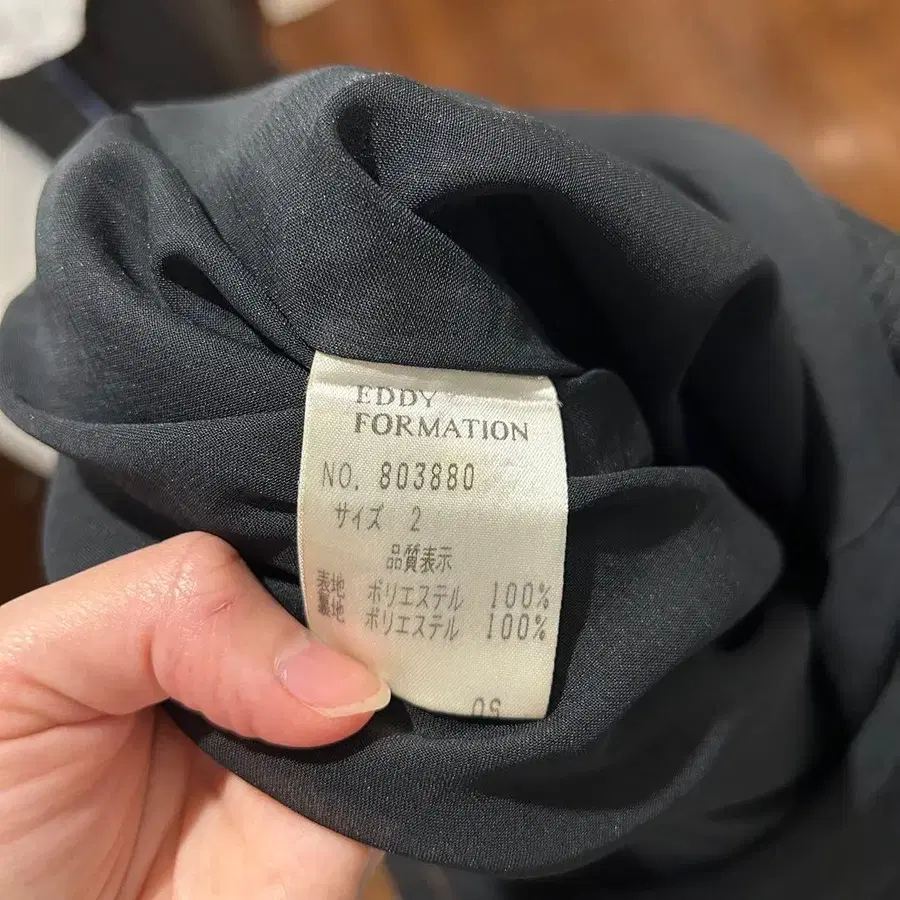 EDDY
FORMATION
NO. 803880
サイズ 2
品質表示
表地 ポリエステル 100%
裏地 ポリエステル 100%